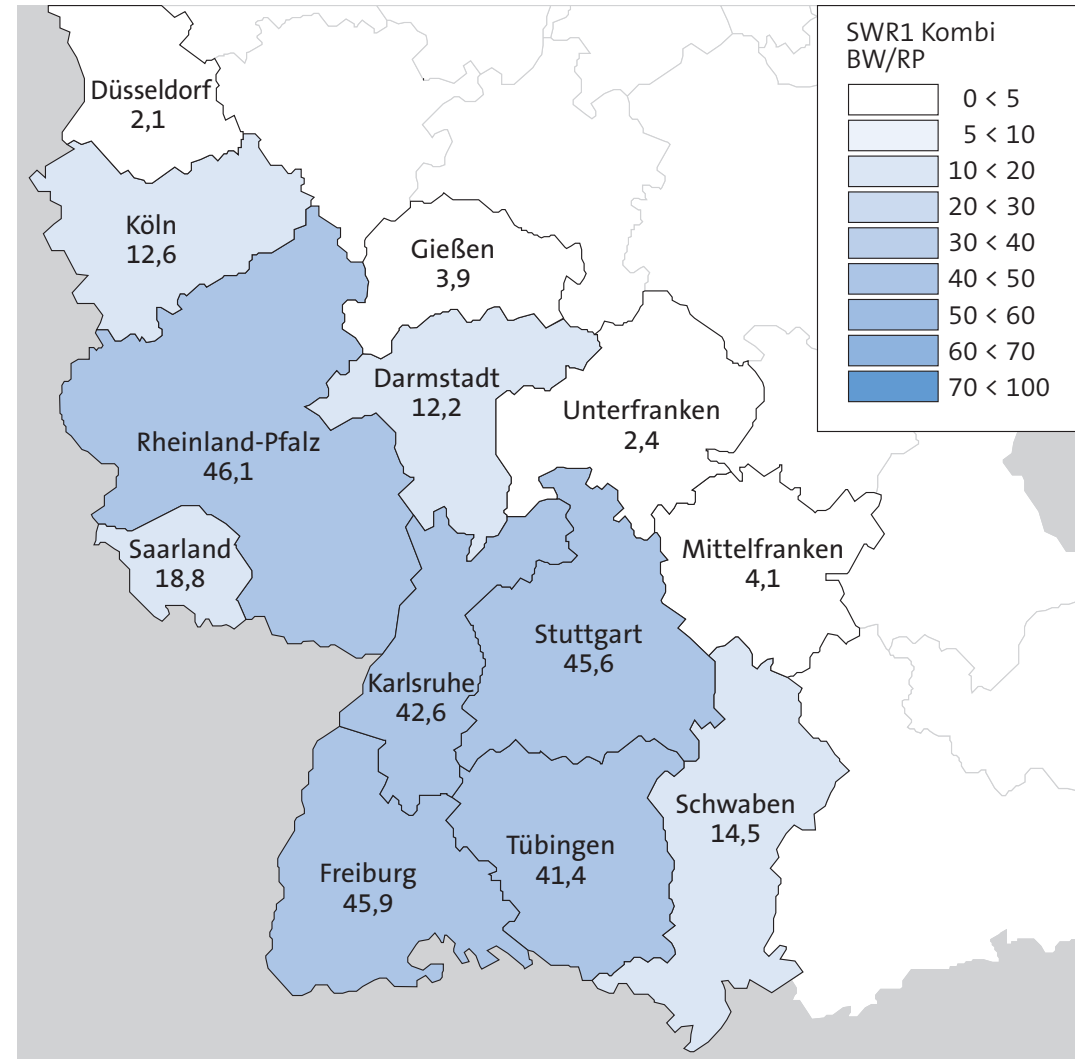 SWR1 Kombi
BW/RP
0 < 5
5 < 10
10 < 20
20 < 30
30 < 40
40 < 50
50 < 60
60 < 70
70 < 100
Düsseldorf
2,1
Köln
12,6
Gießen
3,9
Darmstadt
12,2
Unterfranken
2,4
Rheinland-Pfalz
46,1
Saarland
18,8
Mittelfranken
4,1
Stuttgart
45,6
Karlsruhe
42,6
Schwaben
14,5
Tübingen
41,4
Freiburg
45,9